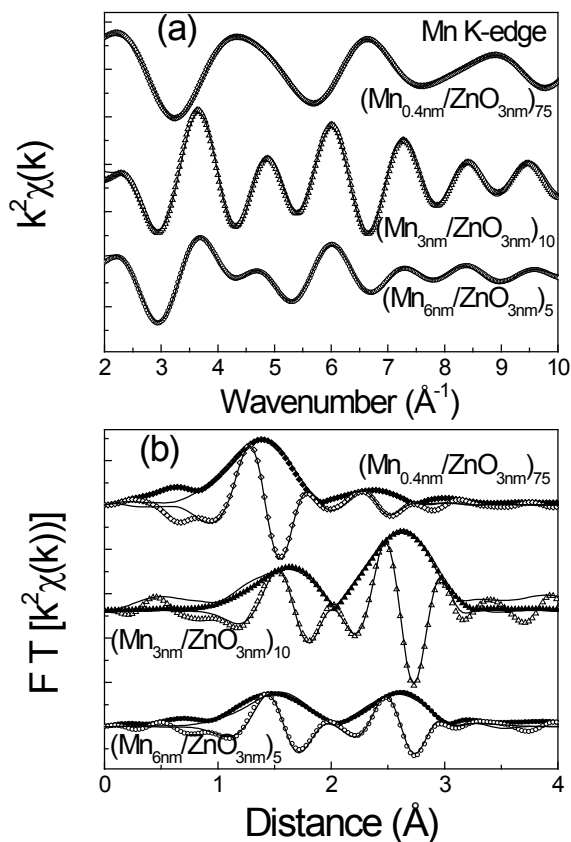 (a) Mn K-edge
(Mn0.4nm/ZnO3nm)75
(Mn3nm/ZnO3nm)10
(Mn6nm/ZnO3nm)5
k²χ(k)
2 3 4 5 6 7 8 9 10
Wavenumber (Å-1)
(b)
(Mn0.4nm/ZnO3nm)75
(Mn3nm/ZnO3nm)10
(Mn6nm/ZnO3nm)5
F T [k²χ(k))]
0 1 2 3 4
Distance (Å)